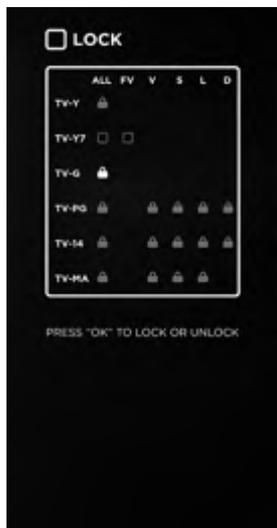 LOCK
ALL FV V S L D
TV-Y
TV-Y7
TV-G
TV-PG
TV-14
TV-MA
PRESS "OK" TO LOCK OR UNLOCK